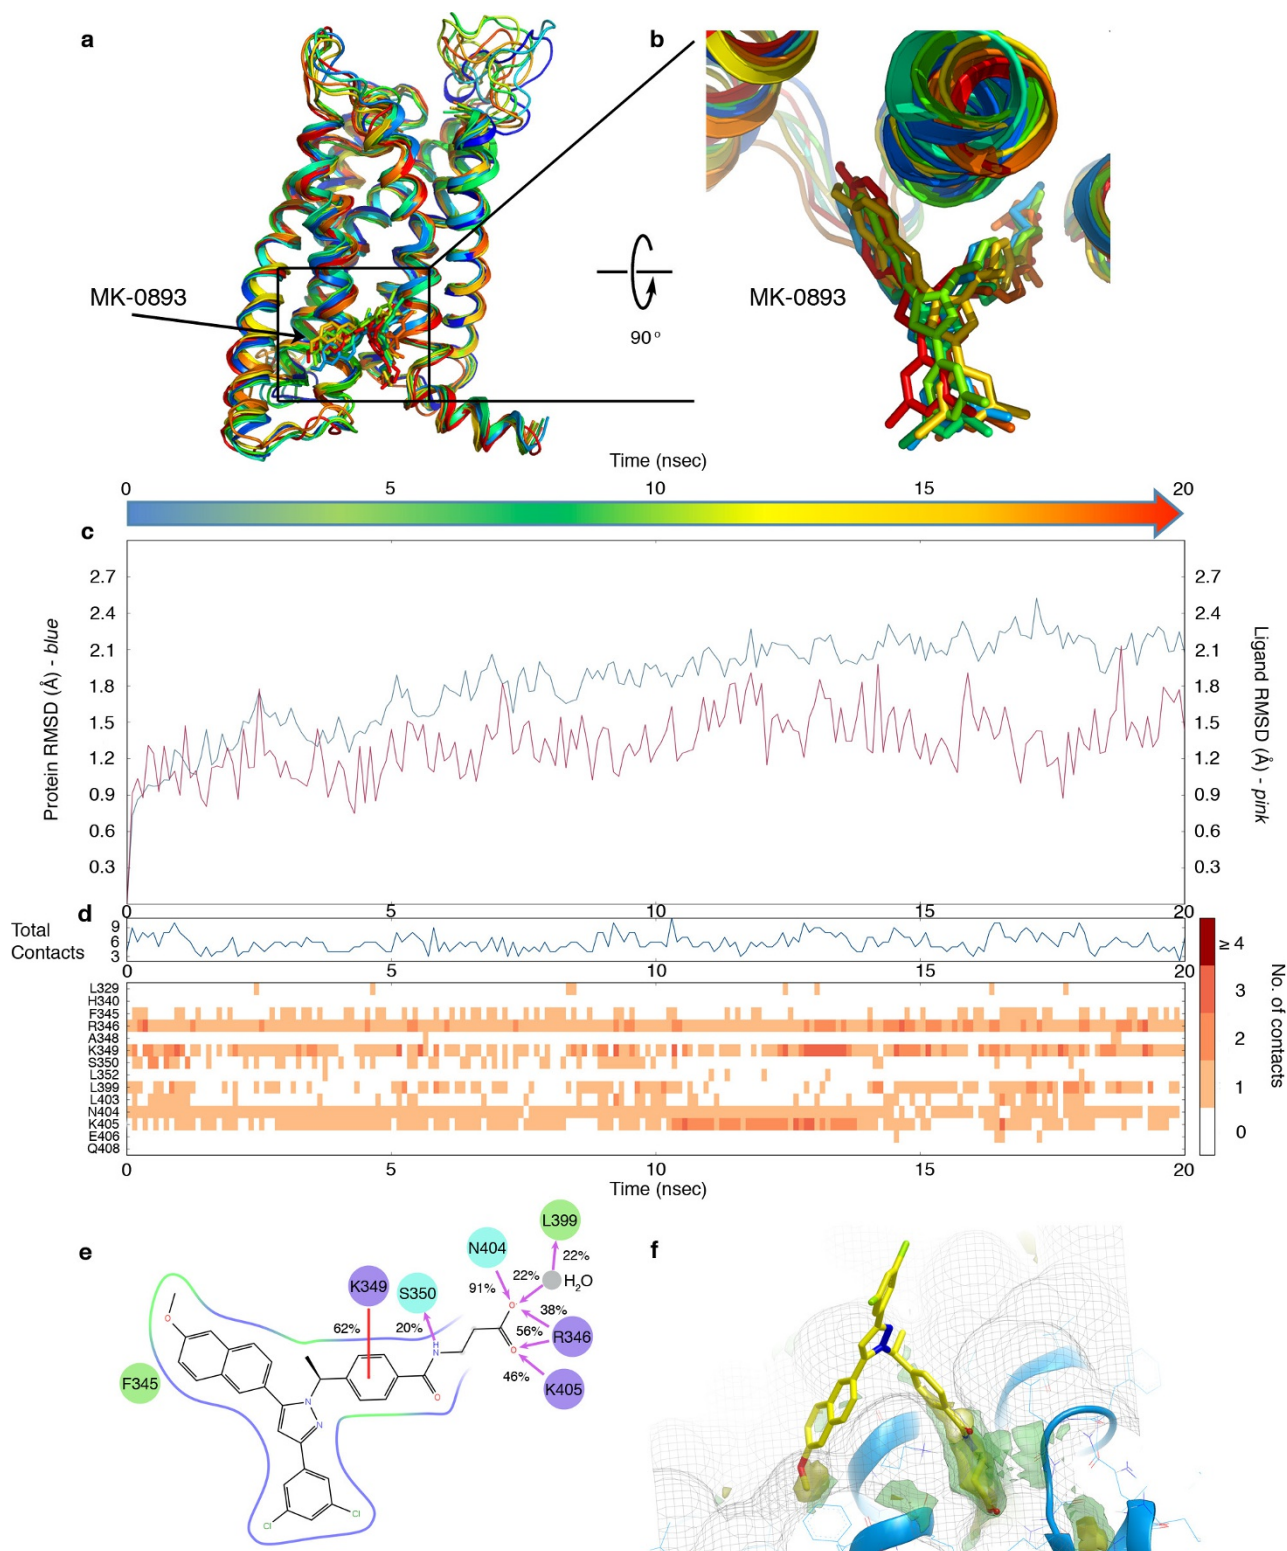 a
b
MK-0893
90 °
MK-0893
Time (nsec)
0 5 10 15 20
c
2.7 2.7
2.4 2.4
2.1 2.1
1.8 1.8
1.5 1.5
1.2 1.2
0.9 0.9
0.6 0.6
0.3 0.3
Protein RMSD (Å) - blue
Ligand RMSD (Å) - pink
0 5 10 15 20
d
Total
Contacts
9
6
3
0 5 10 15 20
L329
H340
F345
R346
A348
K349
S350
L352
L399
L403
N404
K405
E406
Q408
0 5 10 15 20
Time (nsec)
≥ 4
3
2
1
0
No. of contacts
e
L399
22%
N404
22%
H₂O
91%
K349
S350
38%
62%
20%
56%
R346
46%
K405
F345
O
O⁻
O
H
N
O
N
N
Cl
Cl
f